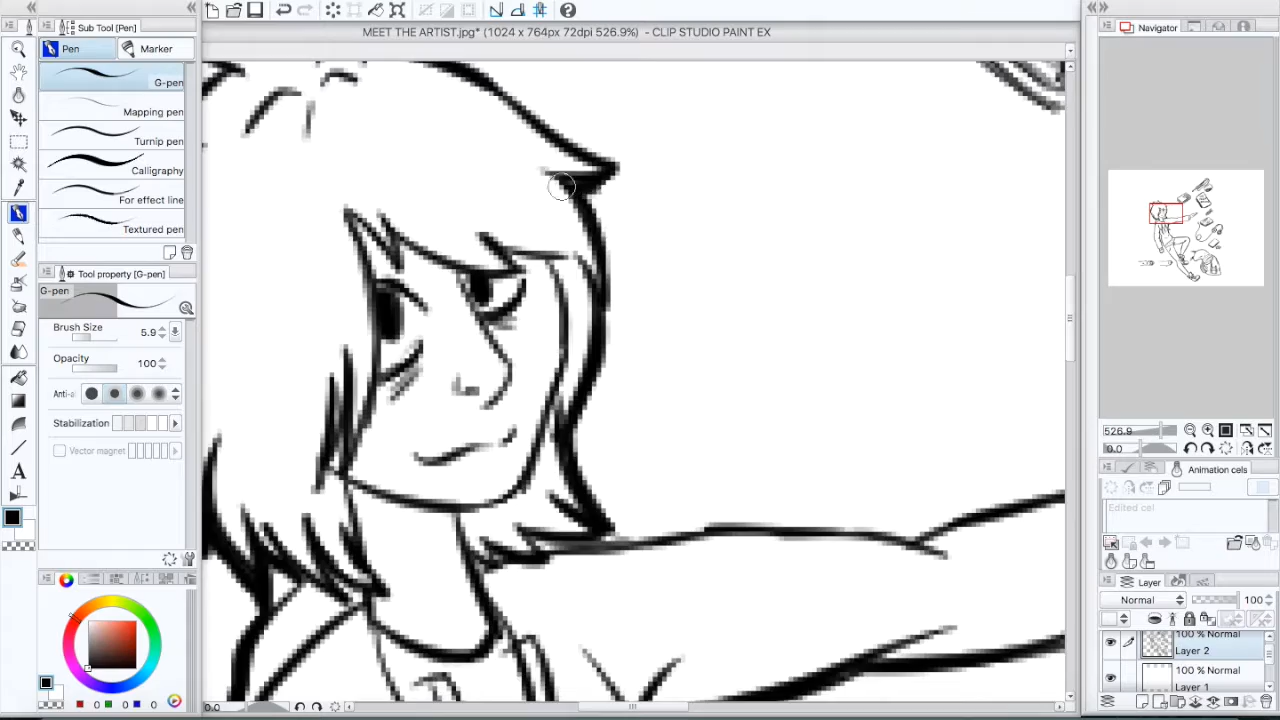 MEET THE ARTIST.jpg* (1024 x 764px 72dpi 526.9%) - CLIP STUDIO PAINT EX
Sub Tool [Pen]
Pen
Marker
G-pen
Mapping pen
Turnip pen
Calligraphy
For effect line
Textured pen
Tool property [G-pen]
G-pen
Brush Size 5.9
Opacity 100
Anti-a
Stabilization
Vector magnet
0 0 0
0.0
Navigator
526.9
0.0
Animation cels
Edited cel
Layer
Normal 100
100 % Normal
Layer 2
100 % Normal
Layer 1